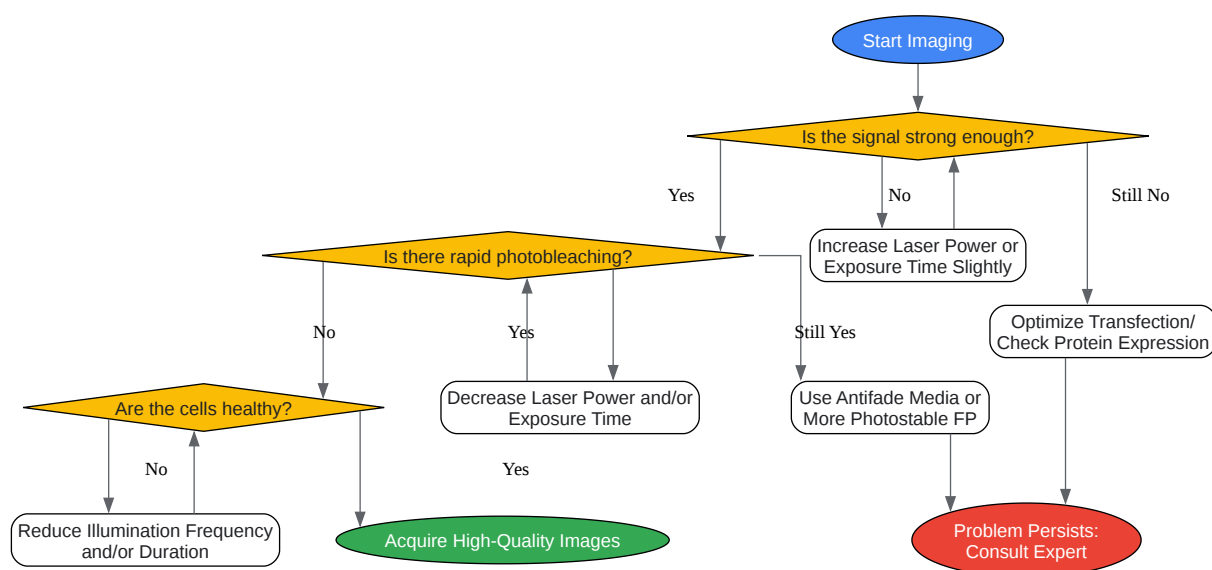 Start Imaging
Is the signal strong enough?
Yes
No
Still No
Increase Laser Power or
Exposure Time Slightly
Is there rapid photobleaching?
Optimize Transfection/
Check Protein Expression
No
Yes
Still Yes
Are the cells healthy?
Decrease Laser Power and/or
Exposure Time
Use Antifade Media or
More Photostable FP
No
Yes
Reduce Illumination Frequency
and/or Duration
Acquire High-Quality Images
Problem Persists:
Consult Expert